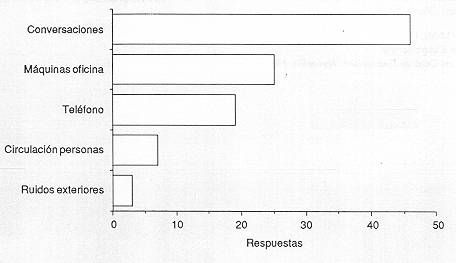 Conversaciones
Máquinas oficina
Teléfono
Circulación personas
Ruidos exteriores
0 10 20 30 40 50
Respuestas